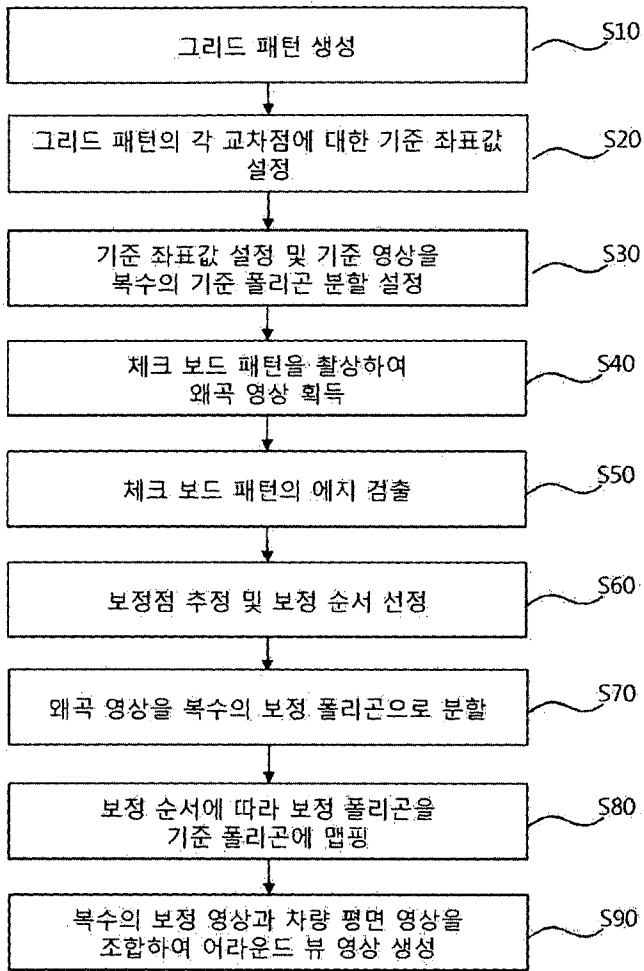 그리드 패턴 생성
S10
그리드 패턴의 각 교차점에 대한 기준 좌표값
설정
S20
기준 좌표값 설정 및 기준 영상을
복수의 기준 폴리곤 분할 설정
S30
체크 보드 패턴을 촬상하여
왜곡 영상 획득
S40
체크 보드 패턴의 에지 검출
S50
보정점 추정 및 보정 순서 선정
S60
왜곡 영상을 복수의 보정 폴리곤으로 분할
S70
보정 순서에 따라 보정 폴리곤을
기준 폴리곤에 맵핑
S80
복수의 보정 영상과 차량 평면 영상을
조합하여 어라운드 뷰 영상 생성
S90